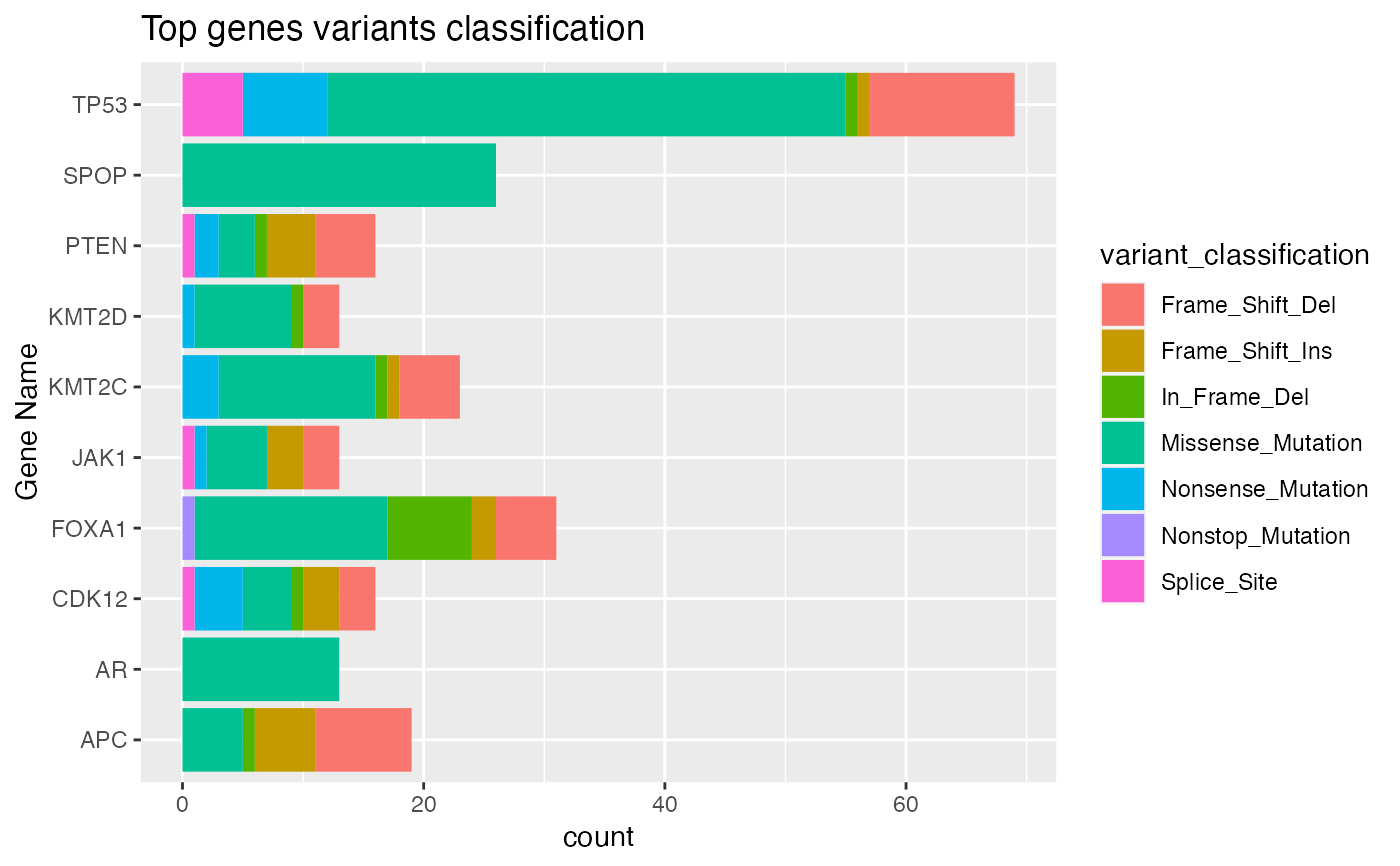 Top genes variants classification
TP53
SPOP
PTEN
KMT2D
KMT2C
JAK1
FOXA1
CDK12
AR
APC
Gene Name
0 20 40 60
count
variant_classification
Frame_Shift_Del
Frame_Shift_Ins
In_Frame_Del
Missense_Mutation
Nonsense_Mutation
Nonstop_Mutation
Splice_Site